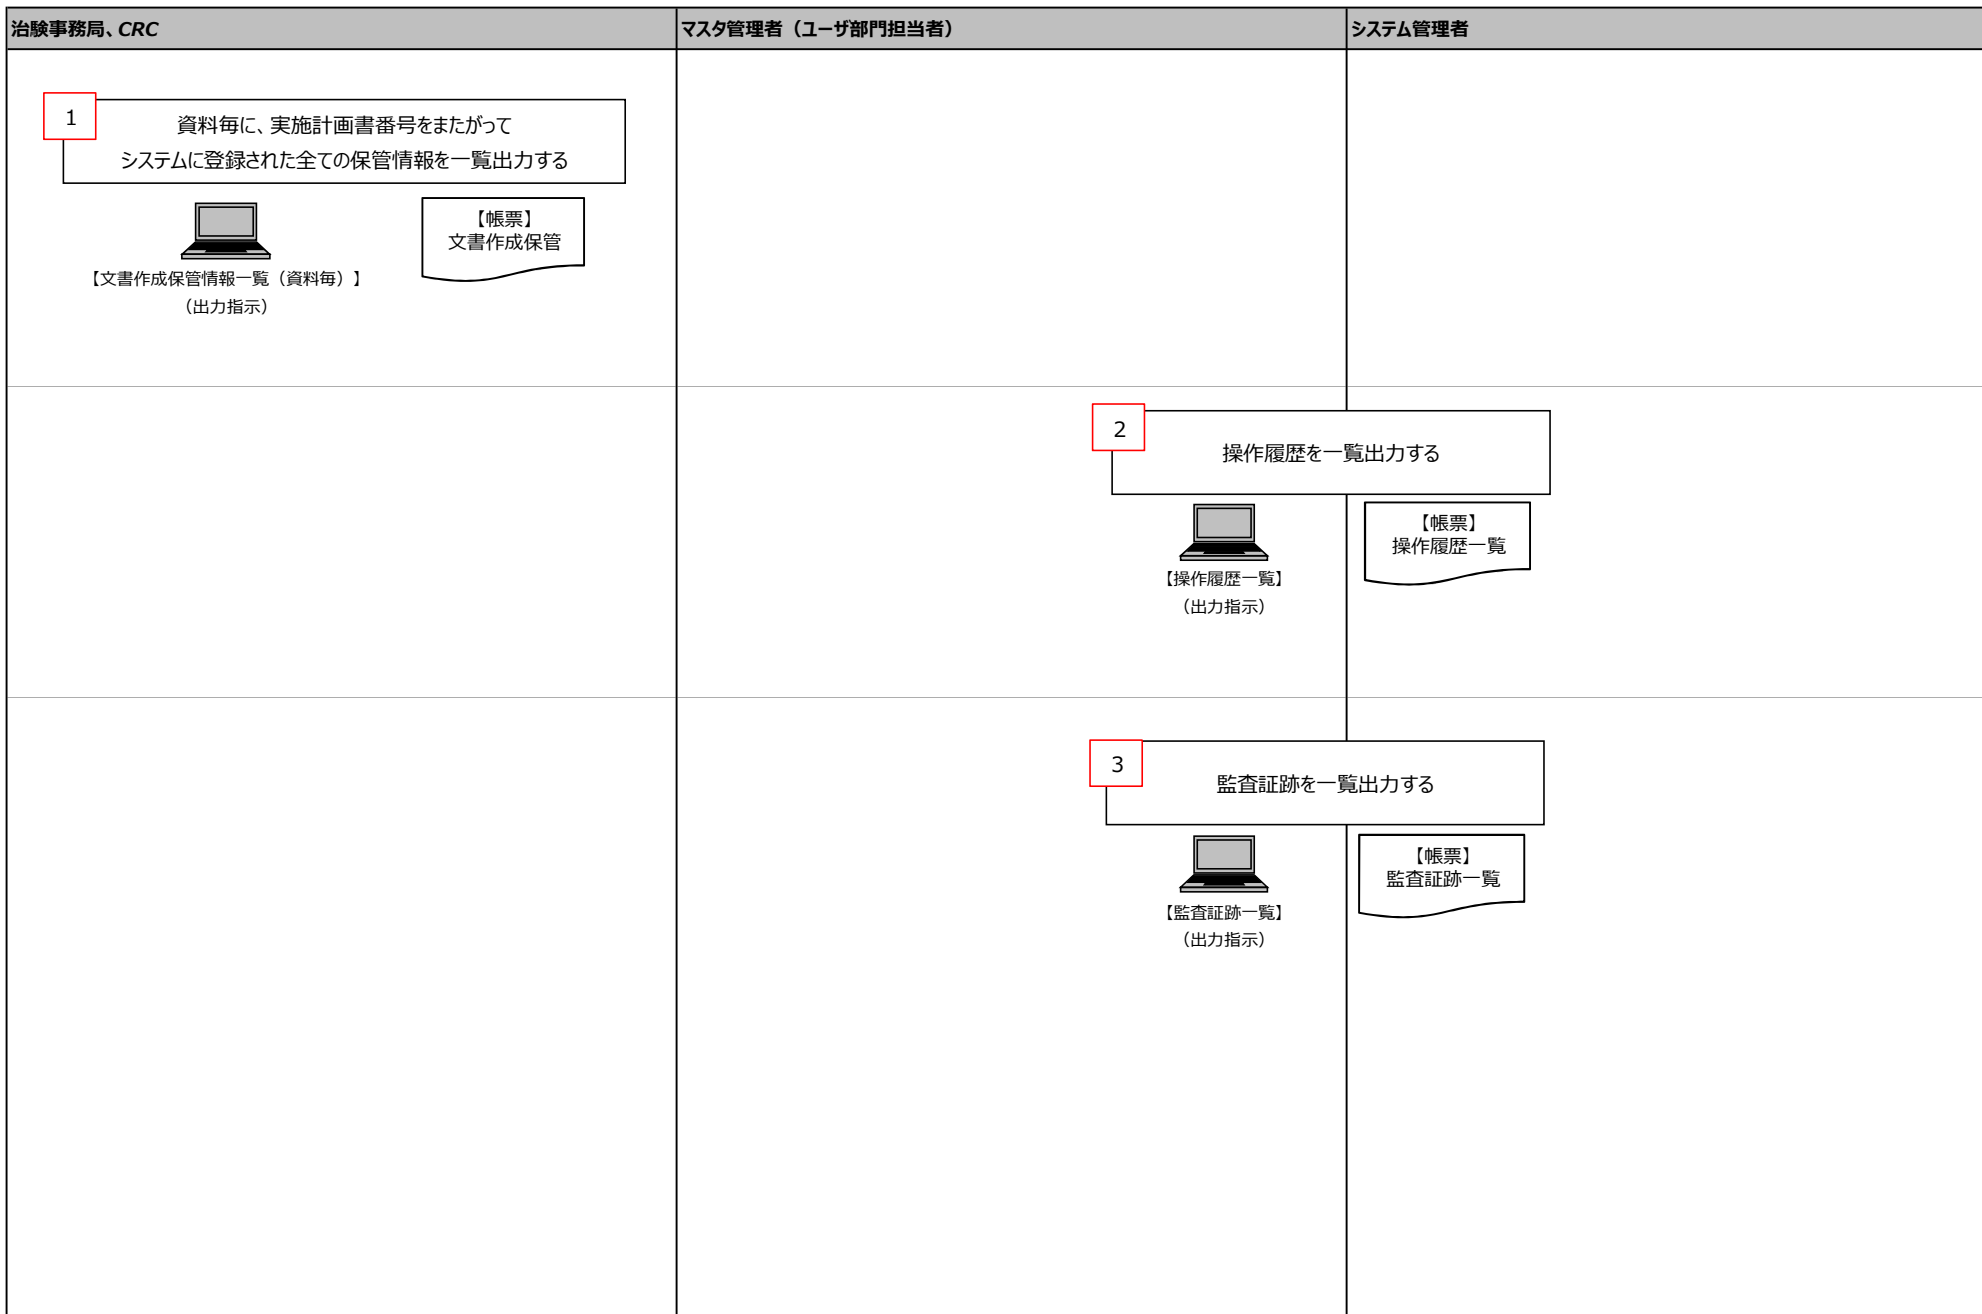 治験事務局、CRC
マスタ管理者（ユーザ部門担当者）
システム管理者
1
資料毎に、実施計画書番号をまたがって
システムに登録された全ての保管情報を一覧出力する
【帳票】
文書作成保管
【文書作成保管情報一覧（資料毎）】
（出力指示）
2
操作履歴を一覧出力する
【帳票】
操作履歴一覧
【操作履歴一覧】
（出力指示）
3
監査証跡を一覧出力する
【帳票】
監査証跡一覧
【監査証跡一覧】
（出力指示）